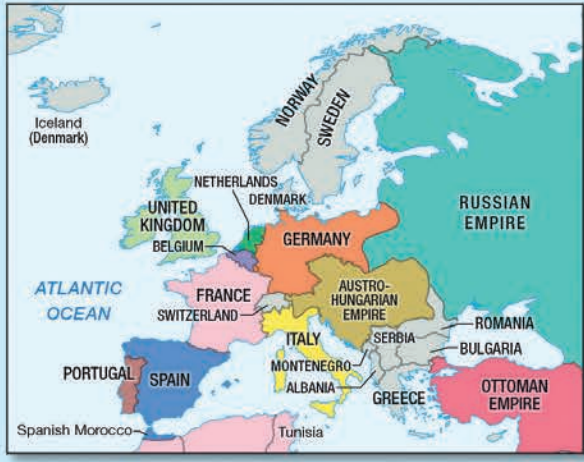 Iceland
(Denmark)
NORWAY
SWEDEN
NETHERLANDS
DENMARK
UNITED
KINGDOM
BELGIUM
GERMANY
RUSSIAN
EMPIRE
ATLANTIC
OCEAN
FRANCE
SWITZERLAND
AUSTRO-
HUNGARIAN
EMPIRE
ITALY
SERBIA
ROMANIA
MONTENEGRO
BULGARIA
ALBANIA
PORTUGAL
SPAIN
GREECE
OTTOMAN
EMPIRE
Spanish Morocco
Tunisia